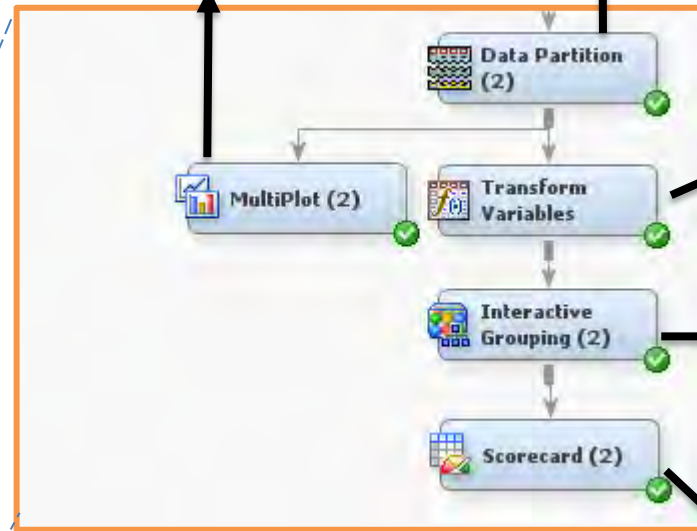 Data Partition
(2)
MultiPlot (2)
Transform
Variables
Interactive
Grouping (2)
Scorecard (2)